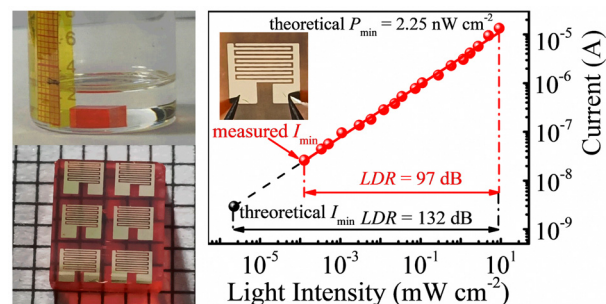 theoretical Pmin = 2.25 nW cm⁻²
measured Imin
LDR = 97 dB
threoretical Imin LDR = 132 dB
10⁻⁵
10⁻⁶
10⁻⁷
10⁻⁸
10⁻⁹
Current (A)
10⁻⁵ 10⁻³ 10⁻¹ 10¹
Light Intensity (mW cm⁻²)